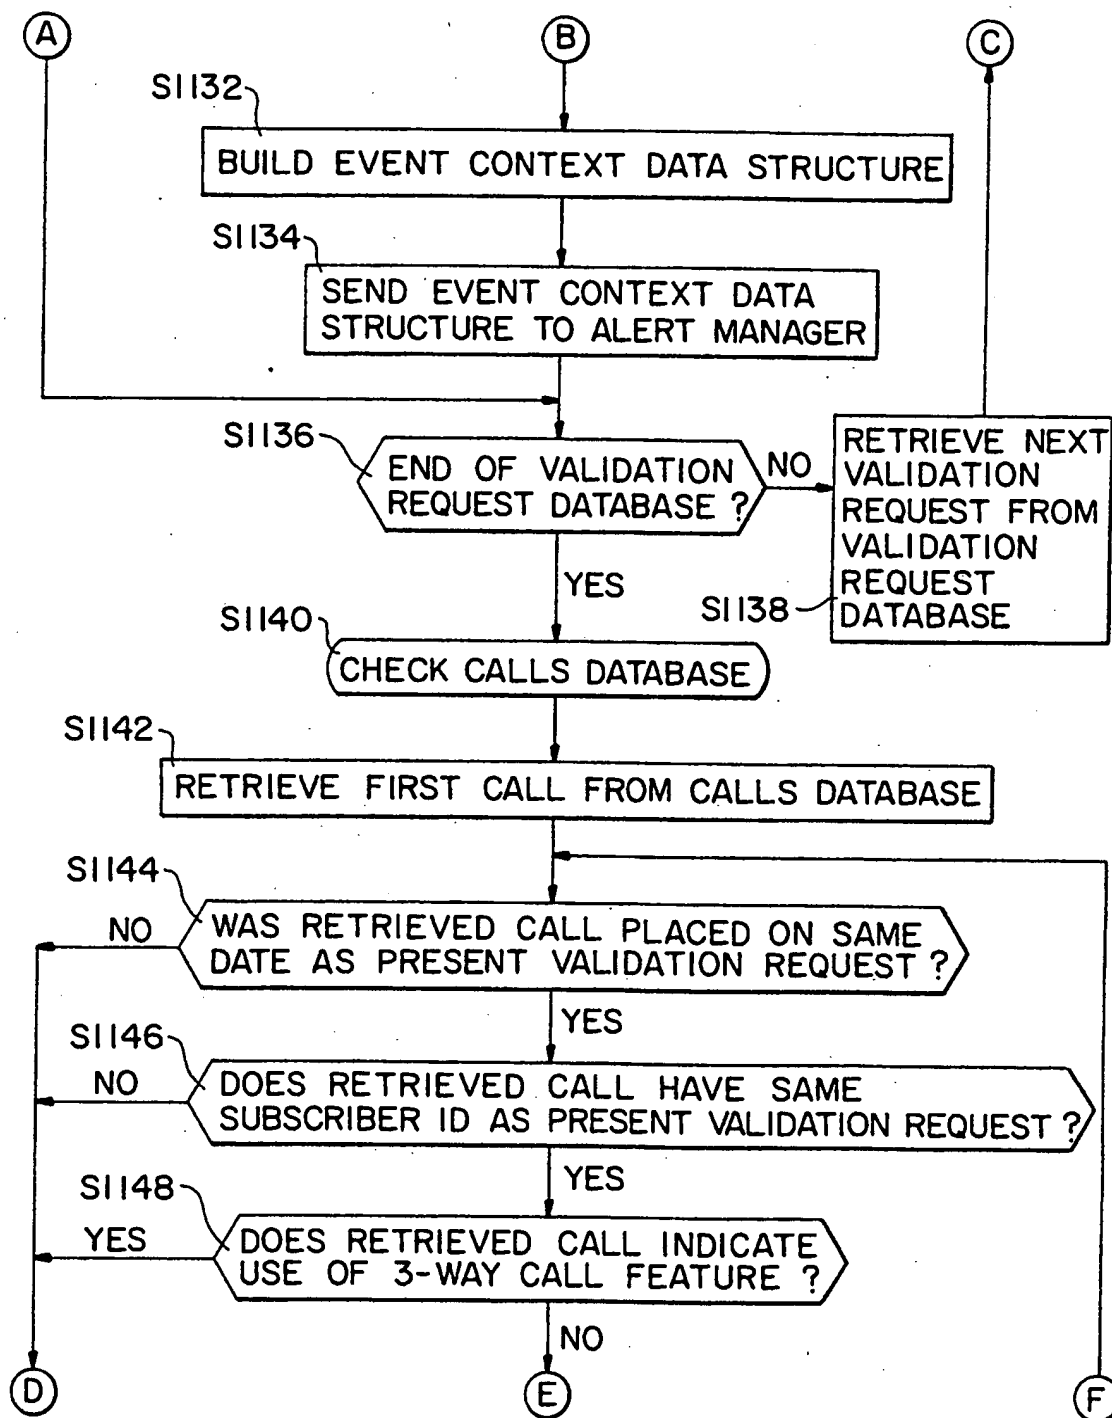 A
B
C
S1132
BUILD EVENT CONTEXT DATA STRUCTURE
S1134
SEND EVENT CONTEXT DATA
STRUCTURE TO ALERT MANAGER
S1136
END OF VALIDATION
REQUEST DATABASE ?
NO
RETRIEVE NEXT
VALIDATION
REQUEST FROM
VALIDATION
REQUEST
DATABASE
S1138
YES
S1140
CHECK CALLS DATABASE
S1142
RETRIEVE FIRST CALL FROM CALLS DATABASE
S1144
NO
WAS RETRIEVED CALL PLACED ON SAME
DATE AS PRESENT VALIDATION REQUEST ?
YES
S1146
NO
DOES RETRIEVED CALL HAVE SAME
SUBSCRIBER ID AS PRESENT VALIDATION REQUEST ?
YES
S1148
YES
DOES RETRIEVED CALL INDICATE
USE OF 3-WAY CALL FEATURE ?
NO
D
E
F